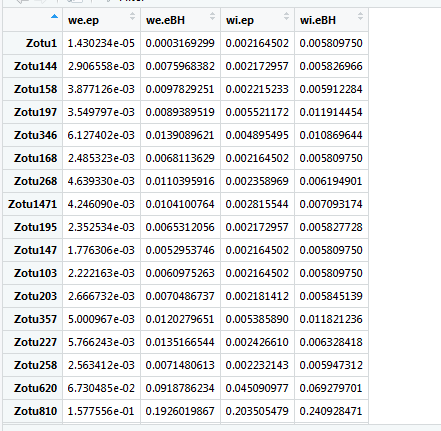 we.ep we.eBH wi.ep wi.eBH
Zotu1 1.430234e-05 0.0003169299 0.002164502 0.005809750
Zotu144 2.906558e-03 0.0075968382 0.002172957 0.005826966
Zotu158 3.877126e-03 0.0097829251 0.002215233 0.005912284
Zotu197 3.549797e-03 0.0089389519 0.005521172 0.011914454
Zotu346 6.127402e-03 0.0139089621 0.004895495 0.010869644
Zotu168 2.485323e-03 0.0068113629 0.002164502 0.005809750
Zotu268 4.639330e-03 0.0110395916 0.002358969 0.006194901
Zotu1471 4.246090e-03 0.0104100764 0.002815544 0.007093174
Zotu195 2.352534e-03 0.0065312056 0.002172957 0.005827728
Zotu147 1.776306e-03 0.0052953746 0.002164502 0.005809750
Zotu103 2.222163e-03 0.0060975263 0.002164502 0.005809750
Zotu203 2.666732e-03 0.0070486737 0.002181412 0.005845139
Zotu357 5.000967e-03 0.0120279651 0.005385890 0.011821236
Zotu227 5.766243e-03 0.0135166544 0.002426610 0.006328418
Zotu258 2.563412e-03 0.0071480613 0.002232143 0.005947312
Zotu620 6.730485e-02 0.0918786234 0.045090977 0.069279701
Zotu810 1.577556e-01 0.1926019867 0.203505479 0.240928471